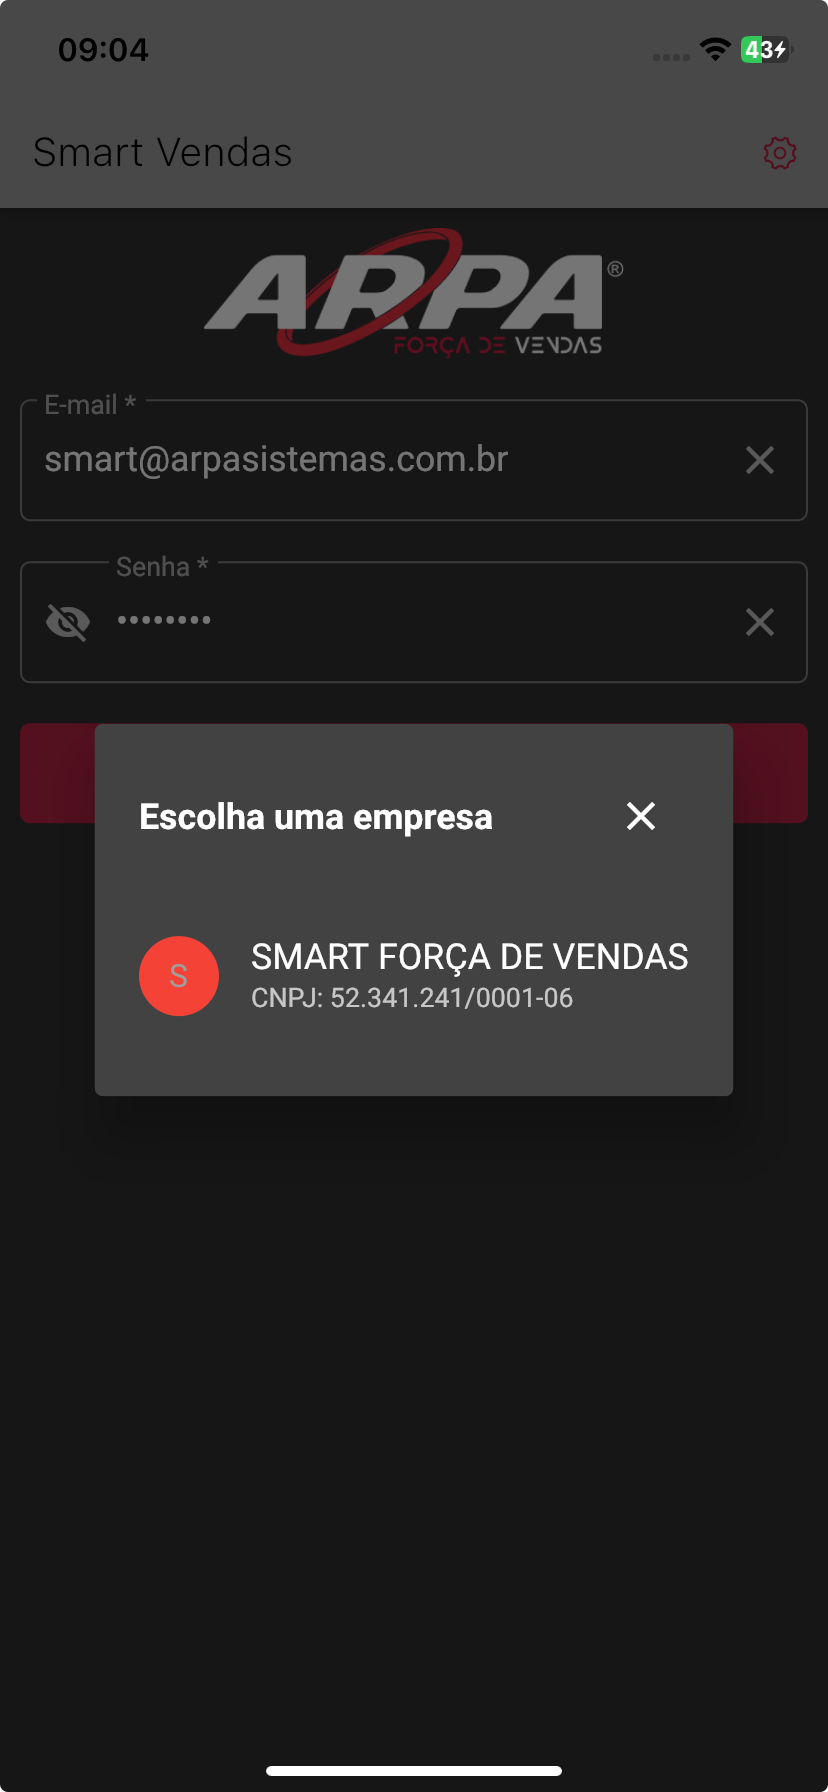 09:04
43
Smart Vendas
ARPA®
FORÇA DE VENDAS
E-mail *
smart@arpasistemas.com.br
Senha *
••••••••
Escolha uma empresa
S
SMART FORÇA DE VENDAS
CNPJ: 52.341.241/0001-06